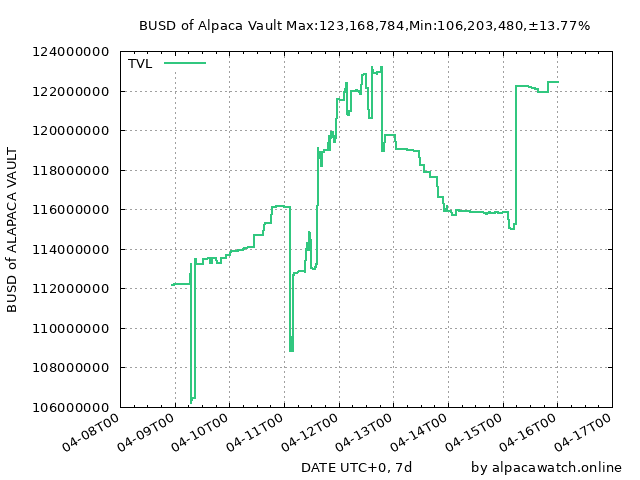 BUSD of Alpaca Vault Max:123,168,784,Min:106,203,480,±13.77%
TVL
BUSD of ALAPACA VAULT
124000000
122000000
120000000
118000000
116000000
114000000
112000000
110000000
108000000
106000000
04-08T00
04-09T00
04-10T00
04-11T00
04-12T00
04-13T00
04-14T00
04-15T00
04-16T00
04-17T00
DATE UTC+0, 7d
by alpacawatch.online